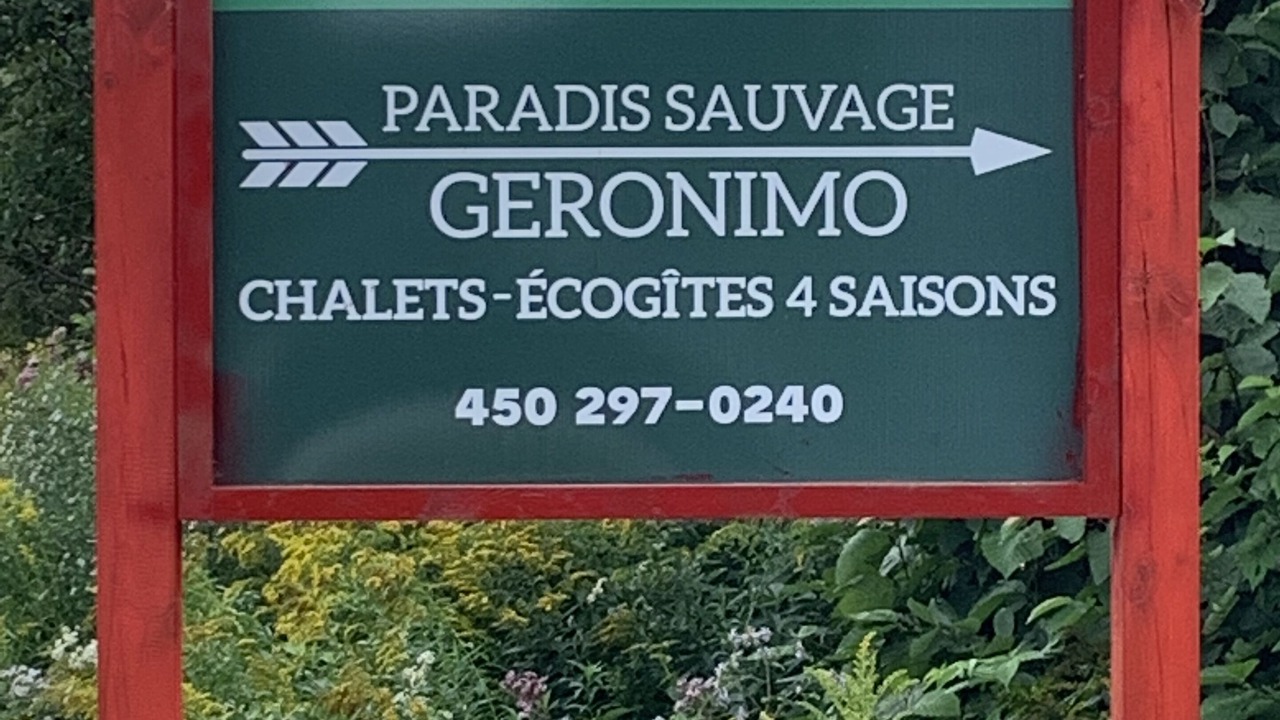 PARADIS SAUVAGE
GERONIMO
CHALETS-ÉCOGÎTES 4 SAISONS
450 297-0240